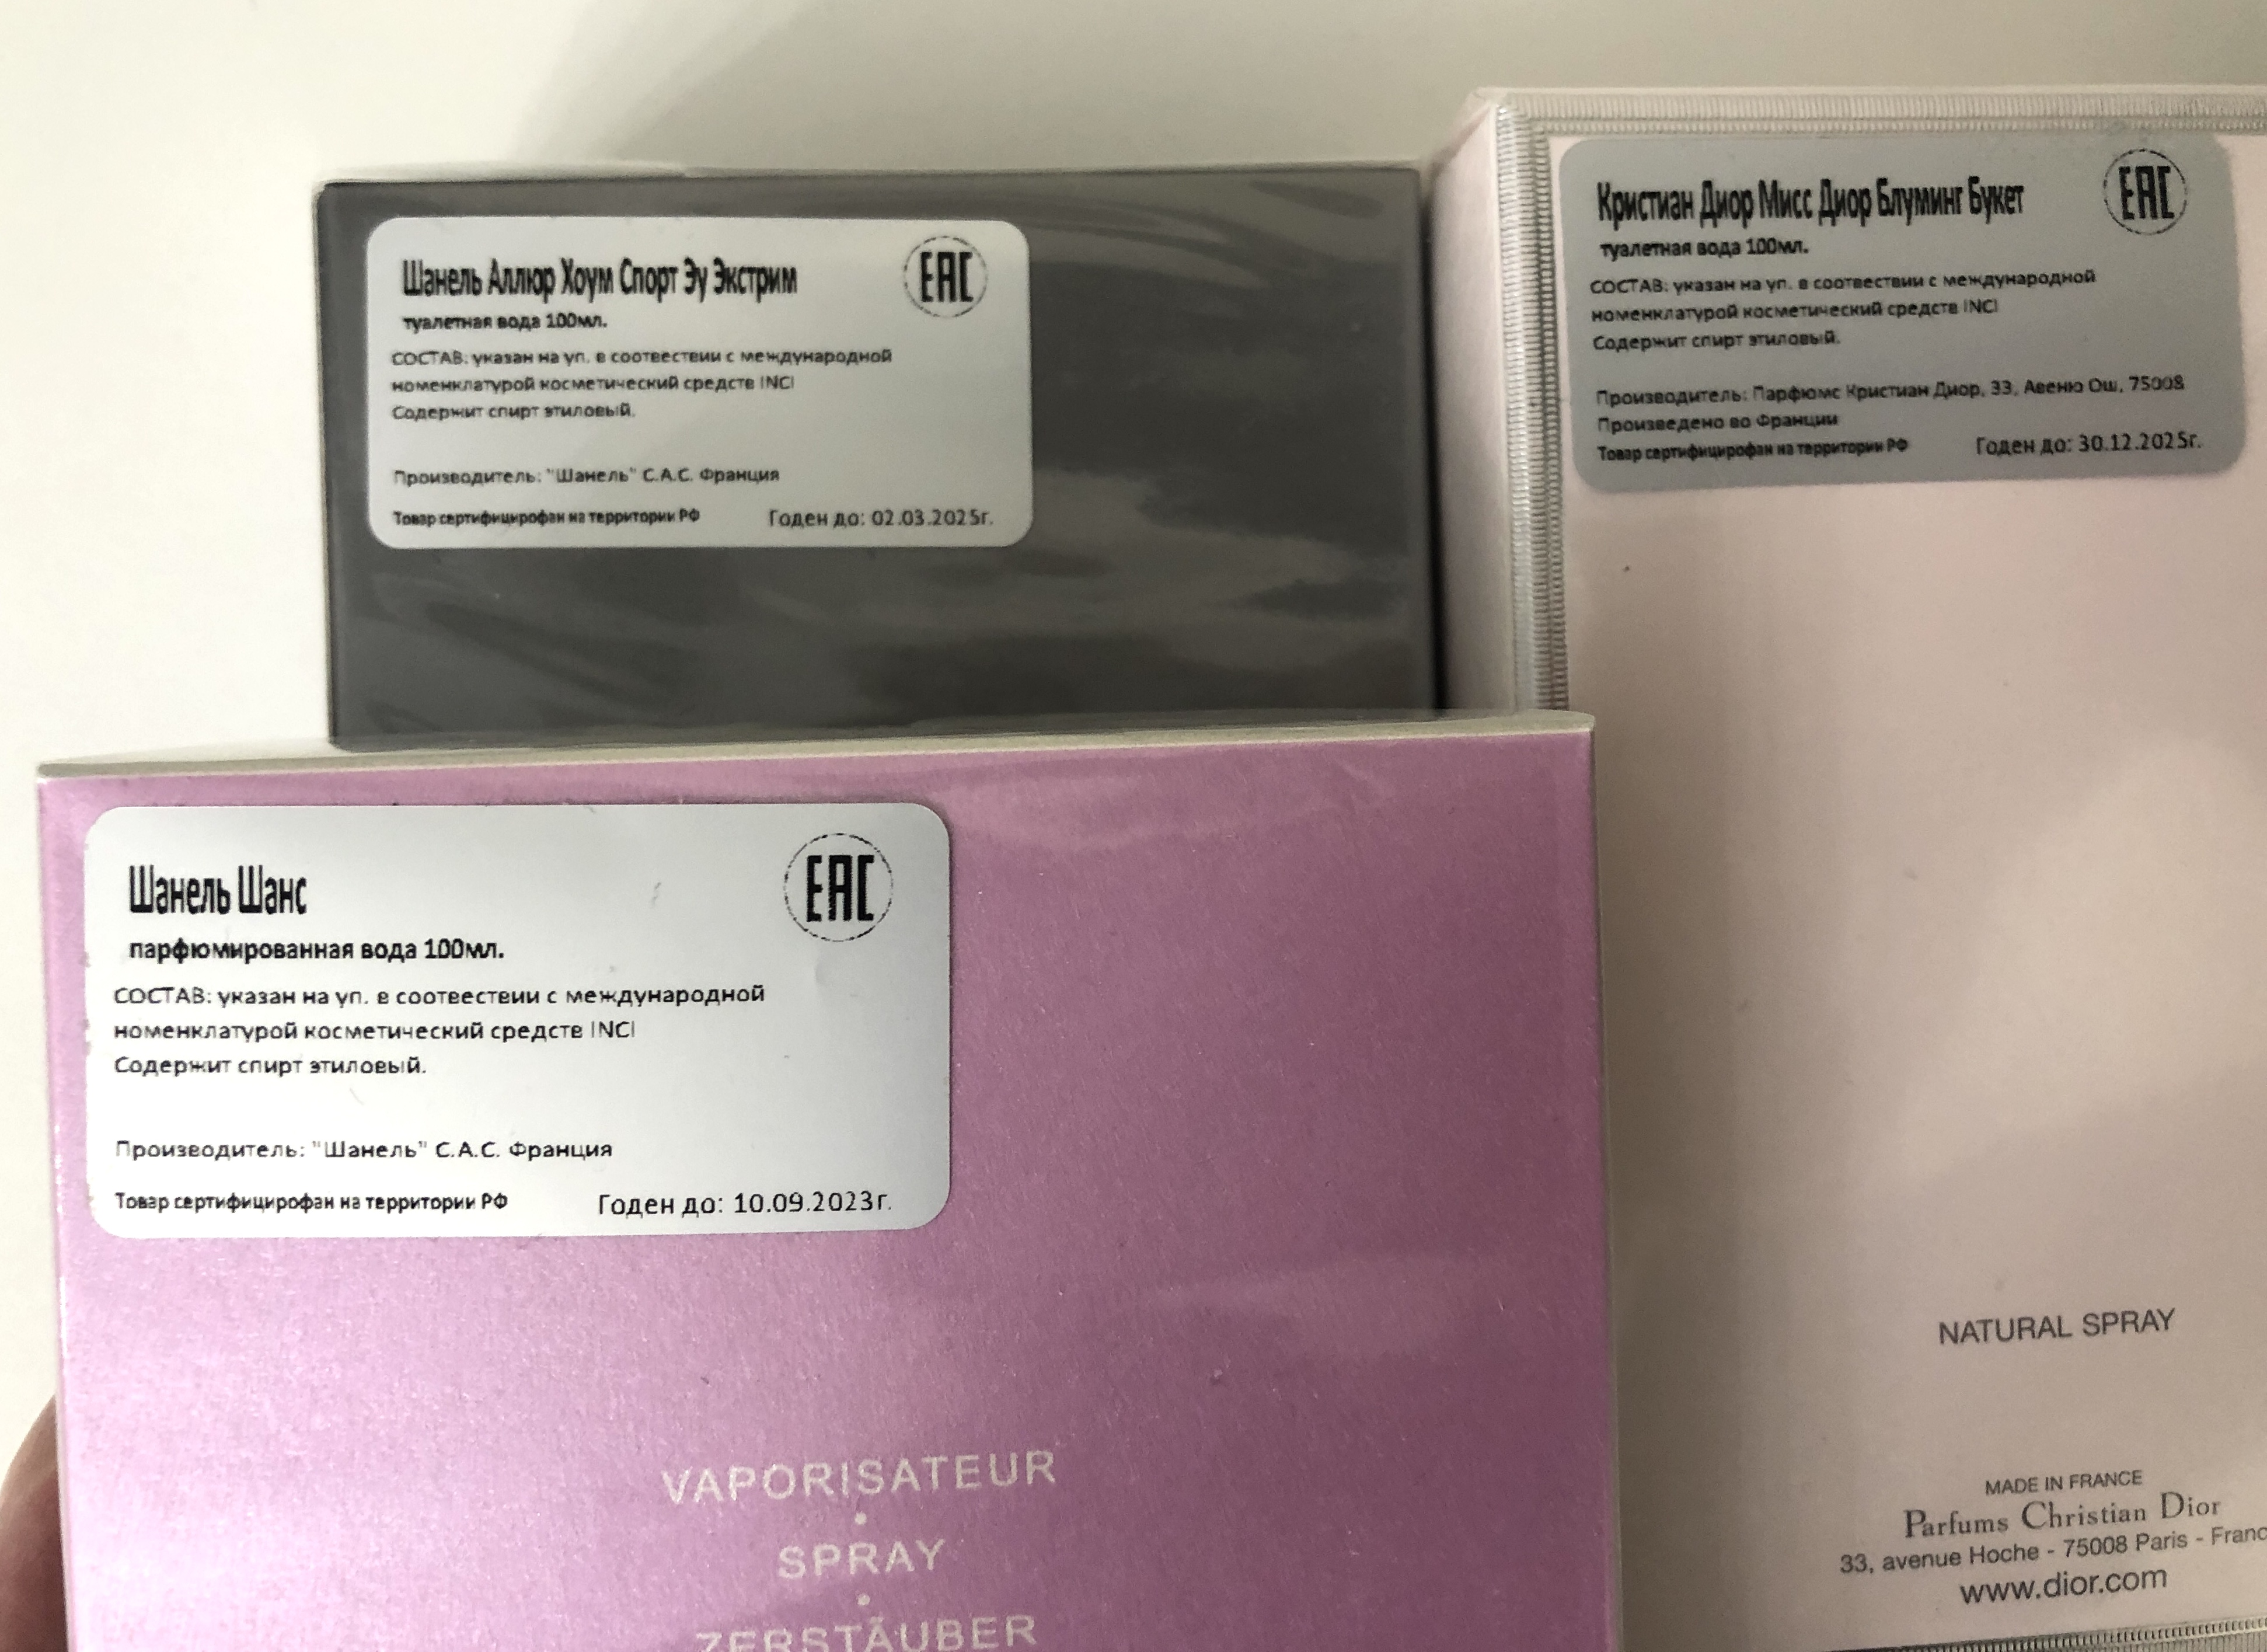 Шанель Аллюр Хоум Спорт Эу Экстрим
EAC
туалетная вода 100мл.
СОСТАВ: указан на уп. в соотвествии с международной
номенклатурой косметический средств INCI
Содержит спирт этиловый.
Производитель: "Шанель" С.А.С. Франция
Товар сертифицирофан на территории РФ Годен до: 02.03.2025г.
Кристиан Диор Мисс Диор Блуминг Букет
EAC
туалетная вода 100мл.
СОСТАВ: указан на уп. в соотвествии с международной
номенклатурой косметический средств INCI
Содержит спирт этиловый.
Производитель: Парфюмс Кристиан Диор, 33, Авеню Ош, 75008
Произведено во Франции
Товар сертифицирофан на территории РФ Годен до: 30.12.2025г.
Шанель Шанс
EAC
парфюмированная вода 100мл.
СОСТАВ: указан на уп. в соотвествии с международной
номенклатурой косметический средств INCI
Содержит спирт этиловый.
Производитель: "Шанель" С.А.С. Франция
Товар сертифицирофан на территории РФ Годен до: 10.09.2023г.
VAPORISATEUR
SPRAY
ZERSTÄUBER
NATURAL SPRAY
MADE IN FRANCE
Parfums Christian Dior
33, avenue Hoche - 75008 Paris - Franc
www.dior.com